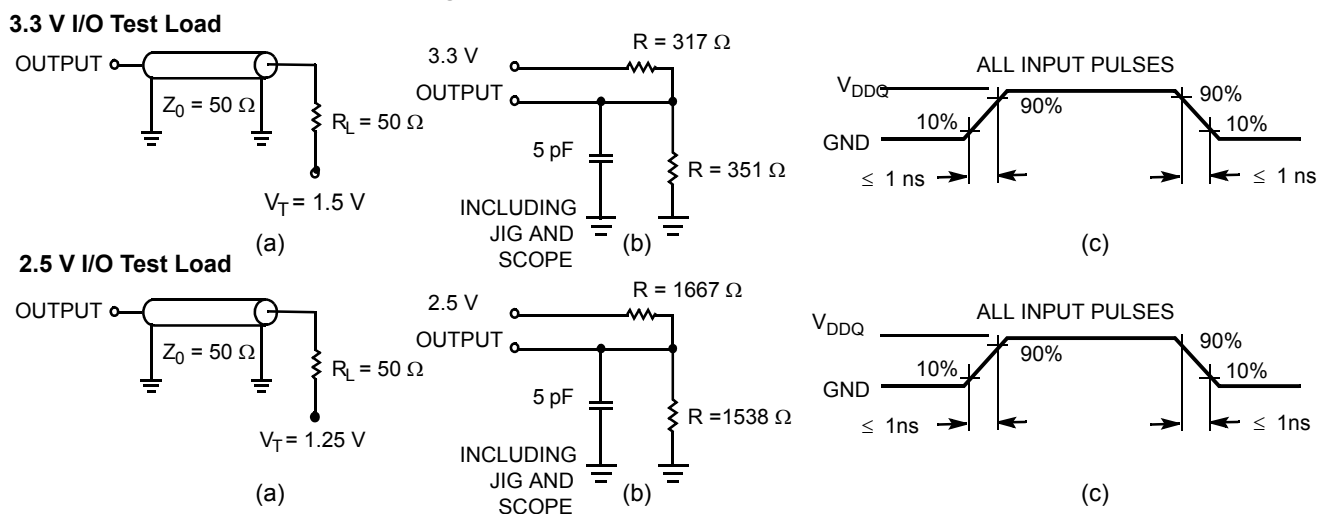 3.3 V I/O Test Load
OUTPUT
Z0 = 50 Ω
RL = 50 Ω
VT = 1.5 V
(a)
3.3 V
OUTPUT
R = 317 Ω
5 pF
R = 351 Ω
INCLUDING
JIG AND
SCOPE
(b)
ALL INPUT PULSES
VDDQ
GND
10%
90%
90%
10%
≤ 1 ns
≤ 1 ns
(c)
2.5 V I/O Test Load
OUTPUT
Z0 = 50 Ω
RL = 50 Ω
VT = 1.25 V
(a)
2.5 V
OUTPUT
R = 1667 Ω
5 pF
R =1538 Ω
INCLUDING
JIG AND
SCOPE
(b)
ALL INPUT PULSES
VDDQ
GND
10%
90%
90%
10%
≤ 1ns
≤ 1ns
(c)